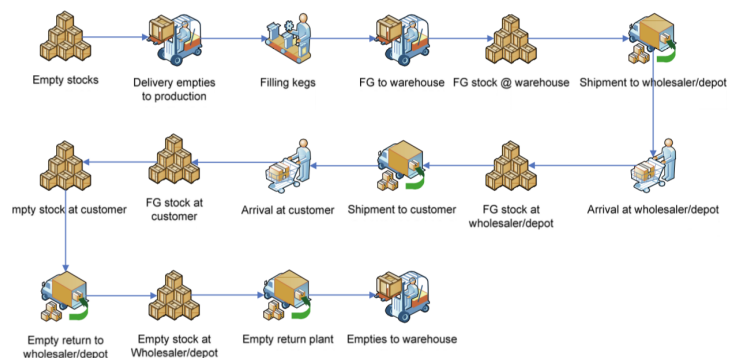 Empty stocks
Delivery empties
to production
Filling kegs
FG to warehouse
FG stock @ warehouse
Shipment to wholesaler/depot
mpty stock at customer
FG stock at
customer
Arrival at customer
Shipment to customer
FG stock at
wholesaler/depot
Arrival at wholesaler/depot
Empty return to
wholesaler/depot
Empty stock at
Wholesaler/depot
Empty return plant
Empties to warehouse